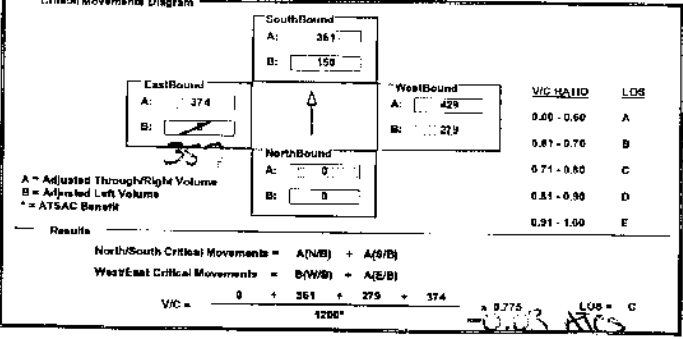 Critical Movements Diagram
SouthBound
A: 361
B: 150
EastBound
A: 374
B:
WestBound
A: 429
B: 279
NorthBound
A: 0
B: 0
A = Adjusted Through/Right Volume
B = Adjusted Left Volume
* = ATSAC Benefit
V/C RATIO LOS
0.00 - 0.60 A
0.61 - 0.70 B
0.71 - 0.80 C
0.81 - 0.90 D
0.91 - 1.00 E
Results
North/South Critical Movements = A(N/B) + A(S/B)
West/East Critical Movements = B(W/B) + A(E/B)
V/C = 0 + 361 + 279 + 374 = 0.775 LOS = C
1200*
0.03 ATCS